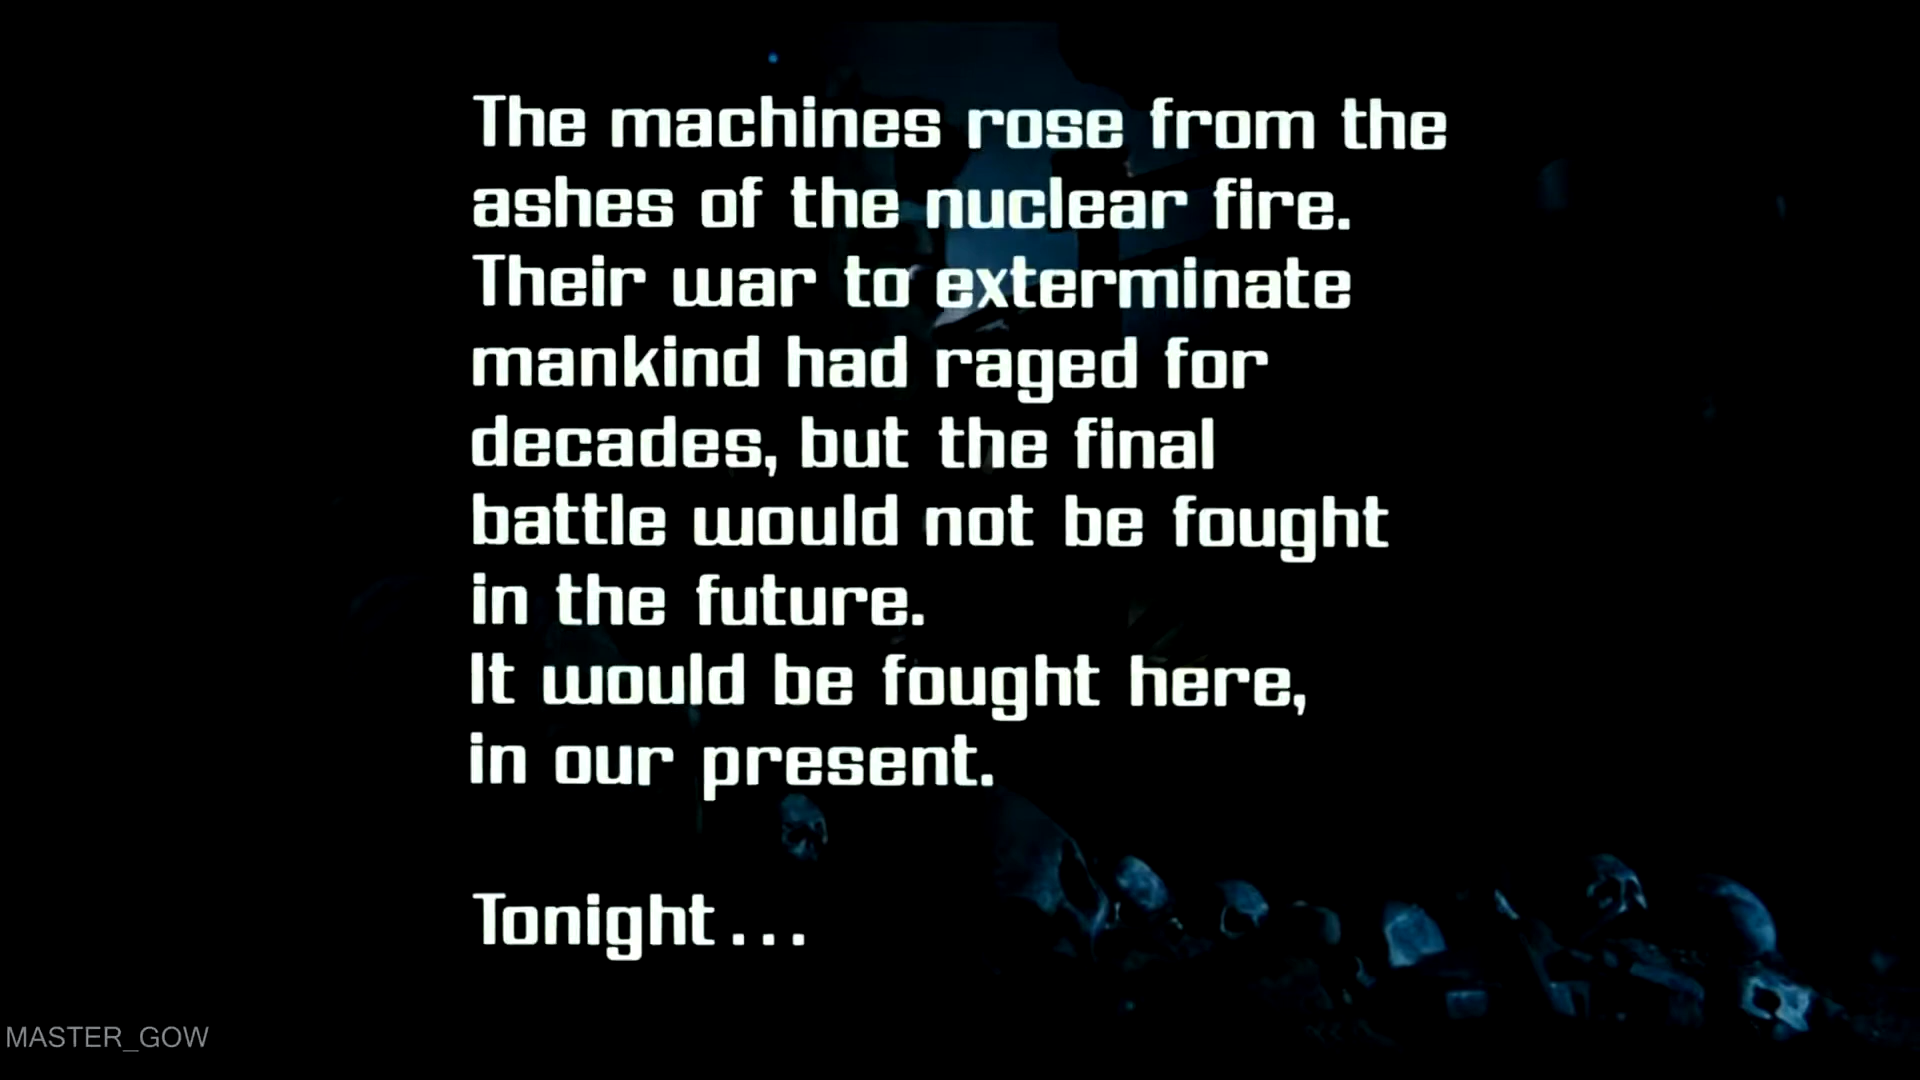 The machines rose from the
ashes of the nuclear fire.
Their war to exterminate
mankind had raged for
decades, but the final
battle would not be fought
in the future.
It would be fought here,
in our present.
Tonight...
MASTER_GOW